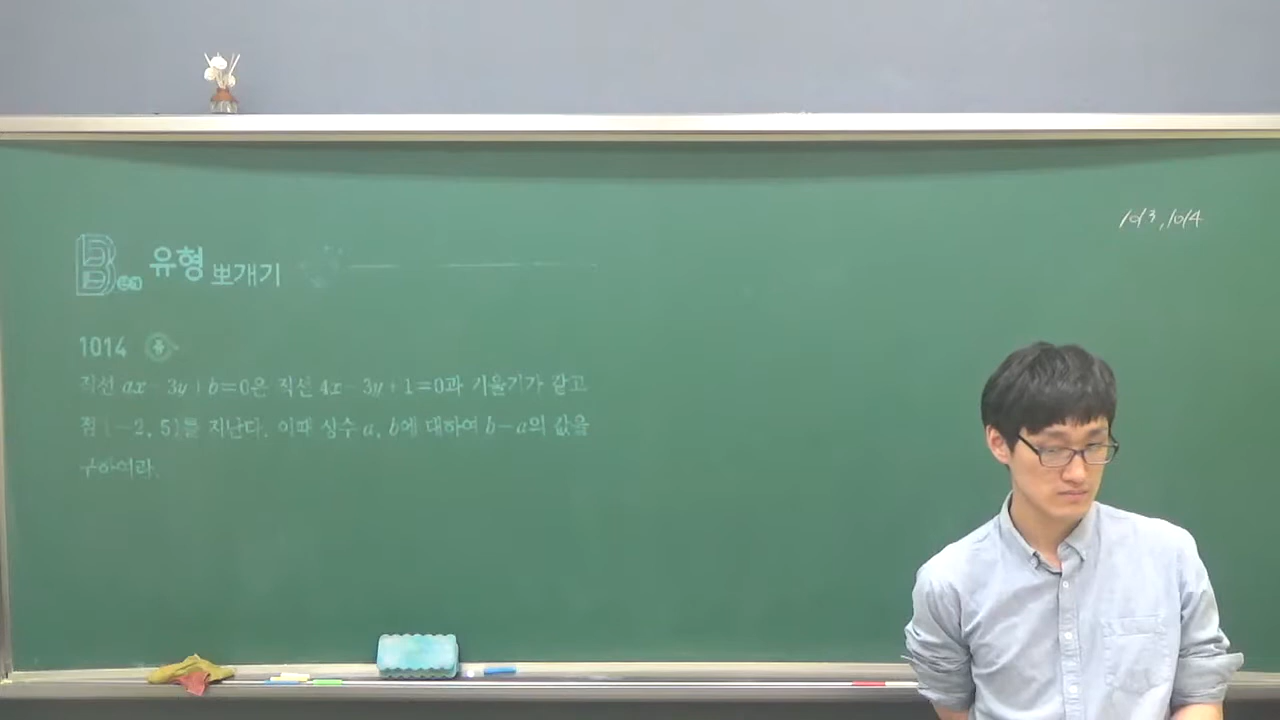 1013, 1014
B 유형 뽀개기
1014 중
직선 ax-3y+b=0은 직선 4x-3y+1=0과 기울기가 같고
점 (-2, 5)를 지난다. 이때 상수 a, b에 대하여 b-a의 값을
구하여라.